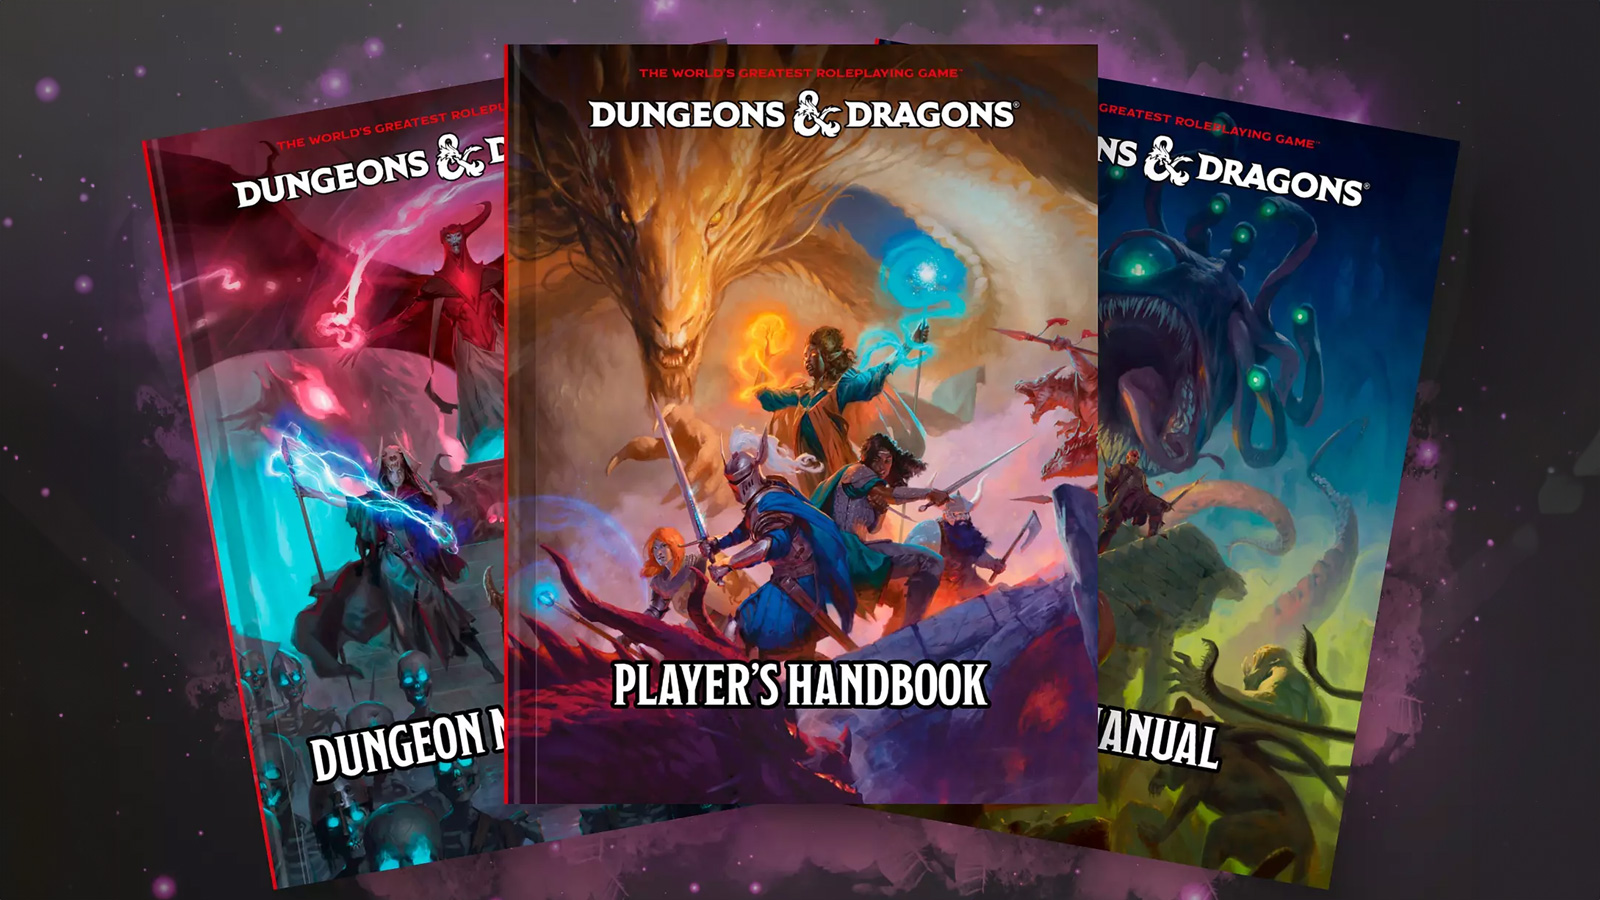 THE WORLD'S GREATEST ROLEPL
DUNGEONS & D
DUNGEON M
THE WORLD'S GREATEST ROLEPLAYING GAME™
DUNGEONS & DRAGONS®
PLAYER'S HANDBOOK
GREATEST ROLEPLAYING GAME™
NS & DRAGONS®
MANUAL